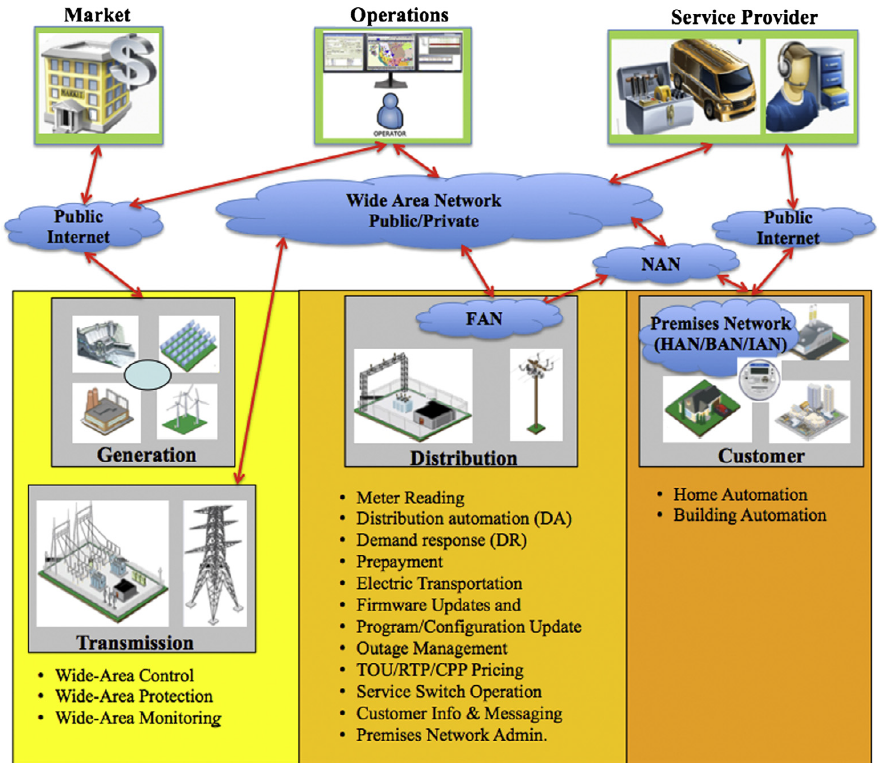 Market
Operations
Service Provider
MARKET
OPERATOR
Public
Internet
Wide Area Network
Public/Private
Public
Internet
NAN
FAN
Premises Network
(HAN/BAN/IAN)
Generation
Distribution
Customer
Transmission
• Wide-Area Control
• Wide-Area Protection
• Wide-Area Monitoring
• Meter Reading
• Distribution automation (DA)
• Demand response (DR)
• Prepayment
• Electric Transportation
• Firmware Updates and
• Program/Configuration Update
• Outage Management
• TOU/RTP/CPP Pricing
• Service Switch Operation
• Customer Info & Messaging
• Premises Network Admin.
• Home Automation
• Building Automation